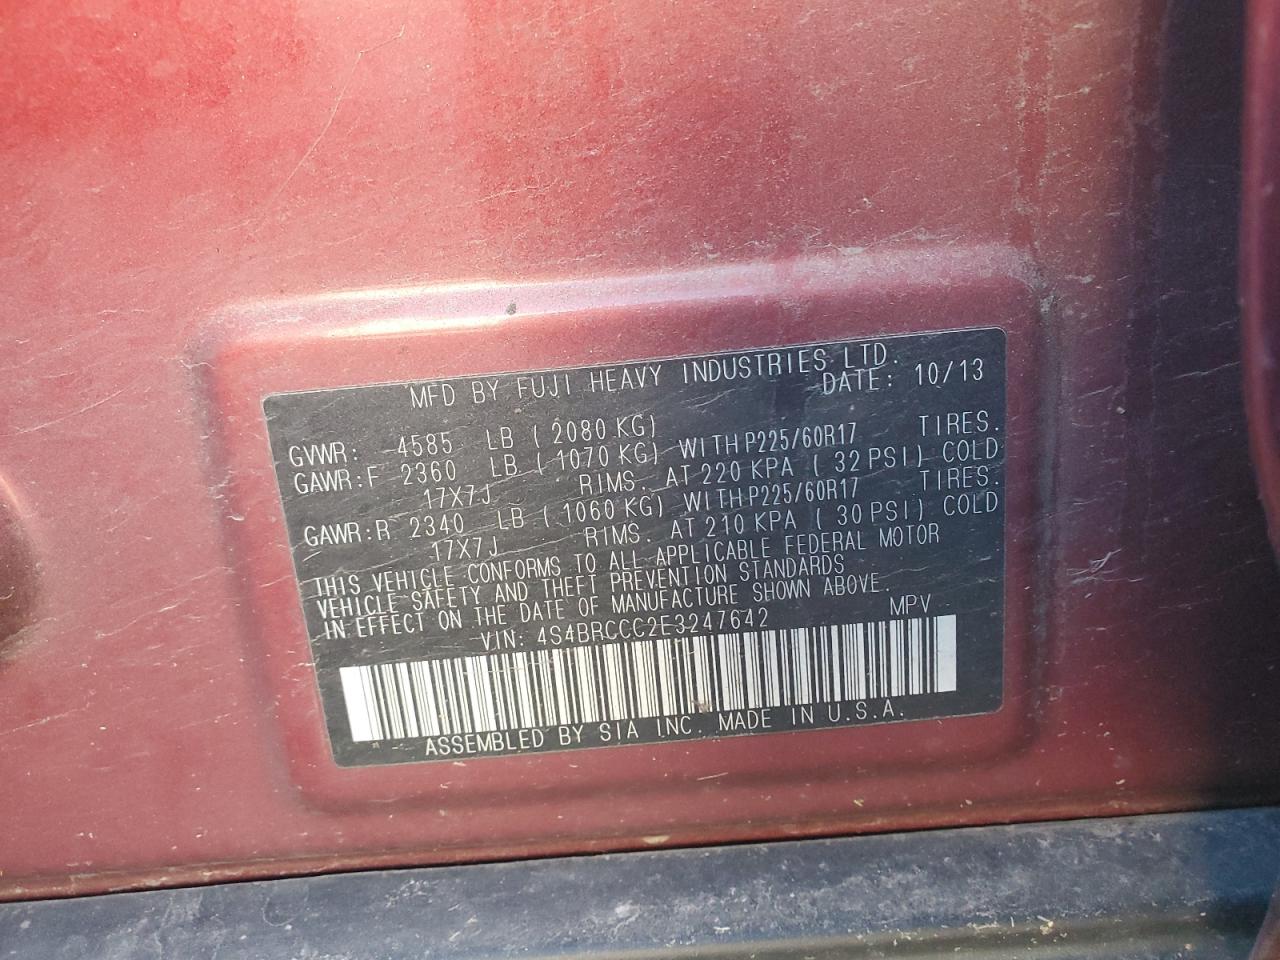 MFD BY FUJI HEAVY INDUSTRIES LTD.
DATE: 10/13
GVWR: 4585 LB (2080 KG)
GAWR:F 2360 LB (1070 KG) WITH P225/60R17 TIRES.
17X7J RIMS. AT 220 KPA (32 PSI) COLD
GAWR:R 2340 LB (1060 KG) WITH P225/60R17 TIRES.
17X7J RIMS. AT 210 KPA (30 PSI) COLD
THIS VEHICLE CONFORMS TO ALL APPLICABLE FEDERAL MOTOR
VEHICLE SAFETY AND THEFT PREVENTION STANDARDS
IN EFFECT ON THE DATE OF MANUFACTURE SHOWN ABOVE.
VIN: 4S4BRCCC2E3247642 MPV
ASSEMBLED BY SIA INC. MADE IN U.S.A.